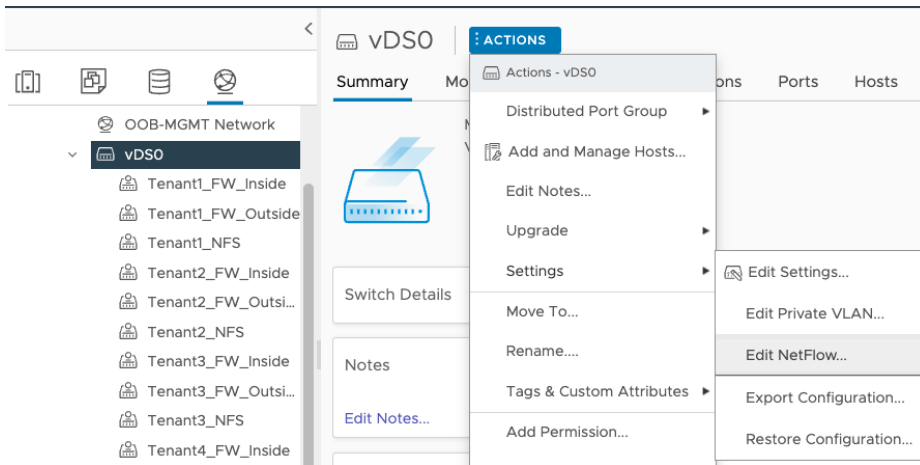 vDS0
ACTIONS
Summary
Mo
ons
Ports
Hosts
OOB-MGMT Network
vDS0
Tenant1_FW_Inside
Tenant1_FW_Outside
Tenant1_NFS
Tenant2_FW_Inside
Tenant2_FW_Outsi...
Tenant2_NFS
Tenant3_FW_Inside
Tenant3_FW_Outsi...
Tenant3_NFS
Tenant4_FW_Inside
Switch Details
Notes
Edit Notes...
Actions - vDS0
Distributed Port Group
Add and Manage Hosts...
Edit Notes...
Upgrade
Settings
Move To...
Rename....
Tags & Custom Attributes
Add Permission...
Edit Settings...
Edit Private VLAN...
Edit NetFlow...
Export Configuration...
Restore Configuration...